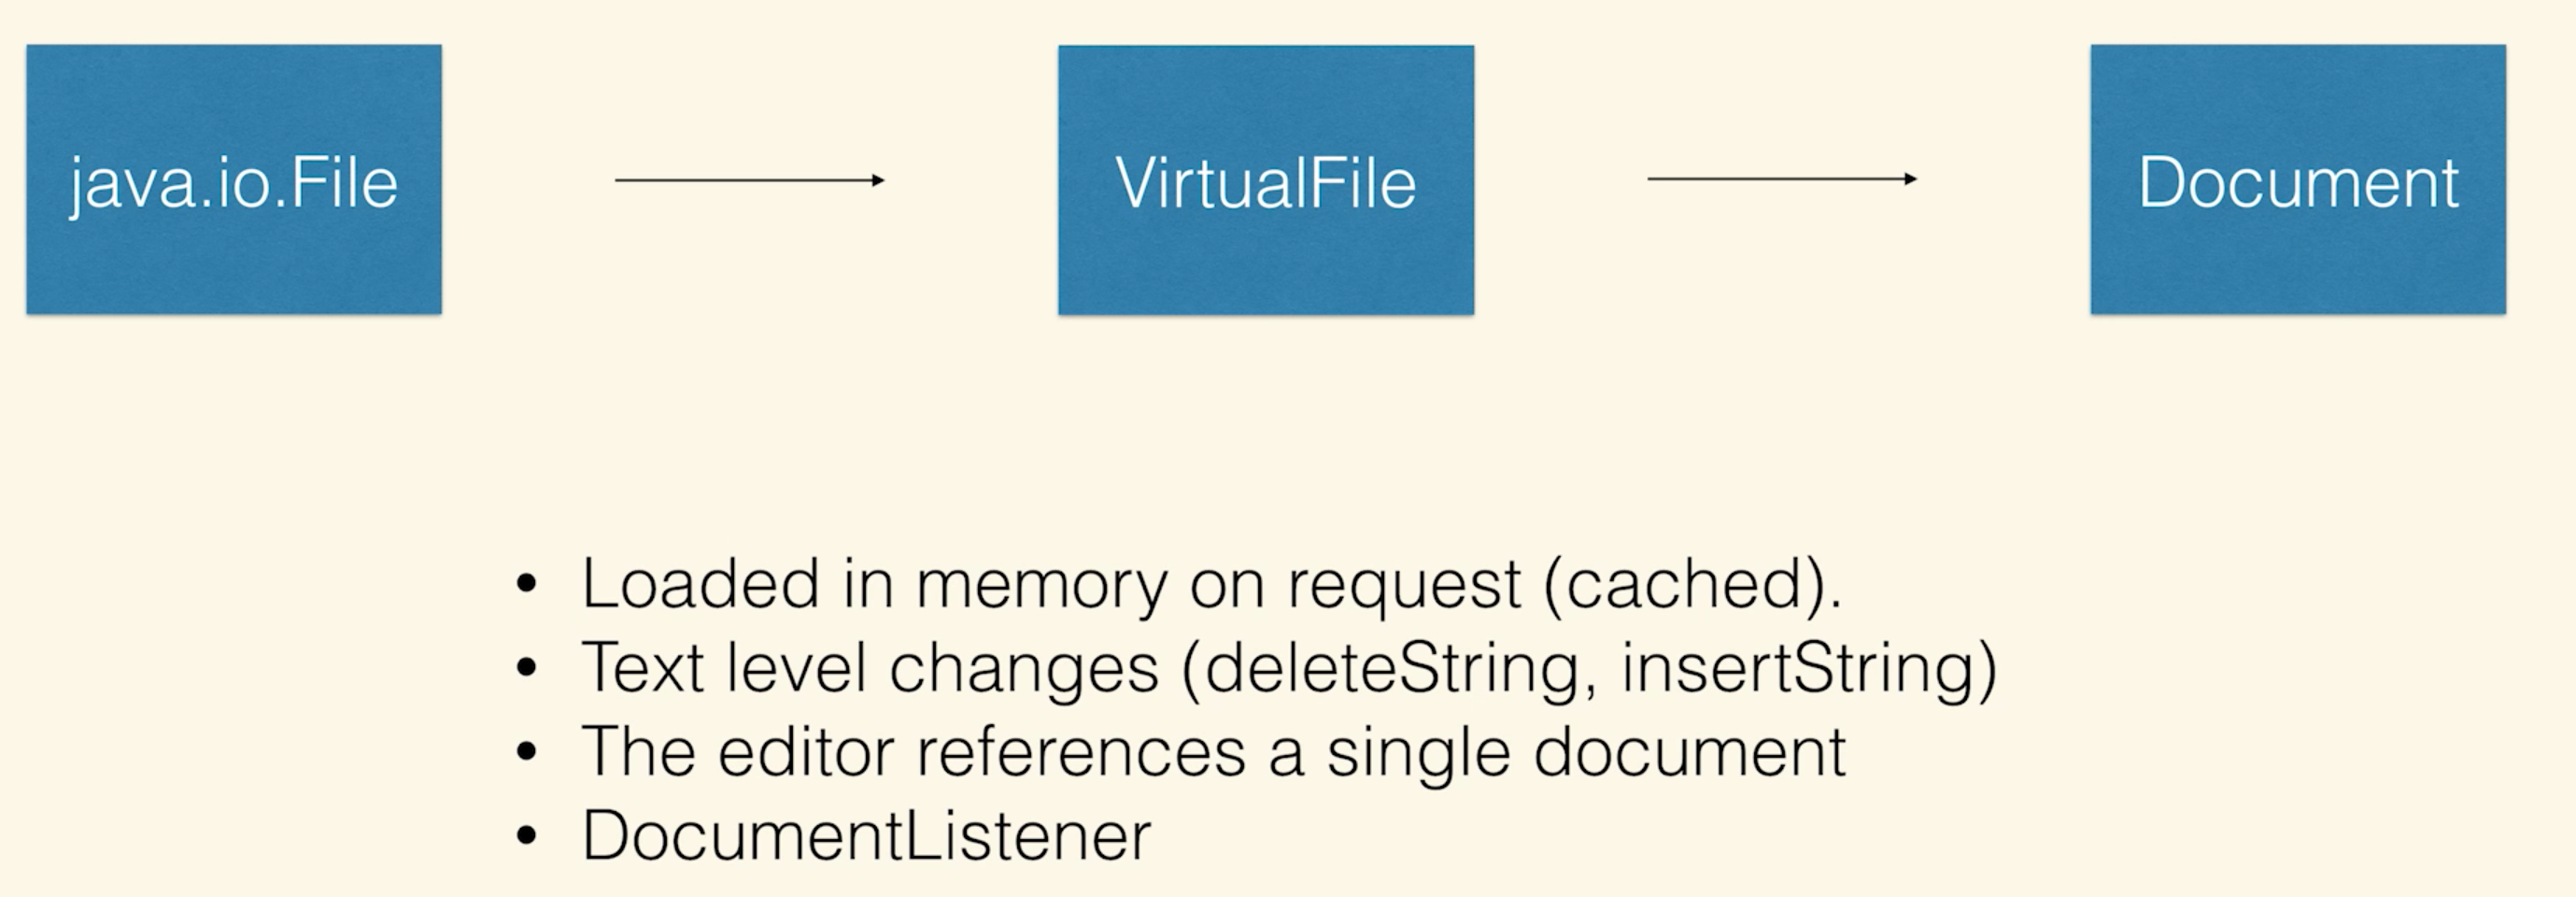 java.io.File
VirtualFile
Document
• Loaded in memory on request (cached).
• Text level changes (deleteString, insertString)
• The editor references a single document
• DocumentListener